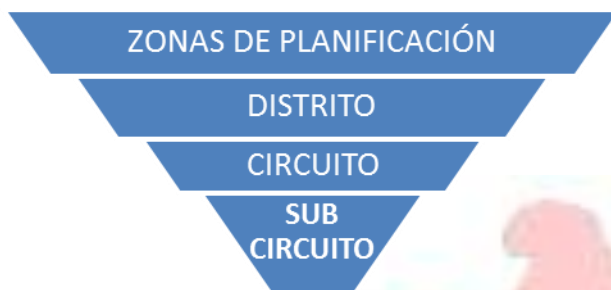 ZONAS DE PLANIFICACIÓN
DISTRITO
CIRCUITO
SUB
CIRCUITO